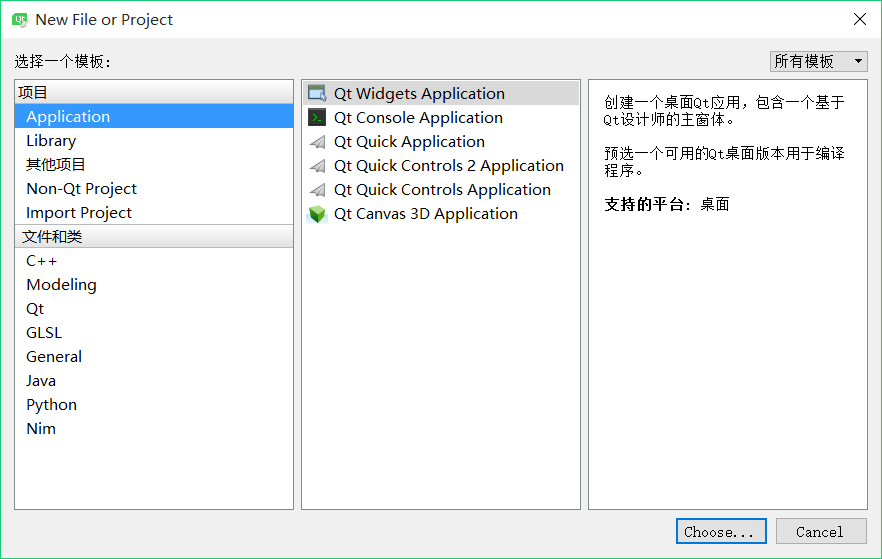 New File or Project
选择一个模板:
所有模板
项目
Application
Library
其他项目
Non-Qt Project
Import Project
文件和类
C++
Modeling
Qt
GLSL
General
Java
Python
Nim
Qt Widgets Application
Qt Console Application
Qt Quick Application
Qt Quick Controls 2 Application
Qt Quick Controls Application
Qt Canvas 3D Application
创建一个桌面Qt应用，包含一个基于
Qt设计师的主窗体。
预选一个可用的Qt桌面版本用于编译
程序。
支持的平台: 桌面
Choose...
Cancel